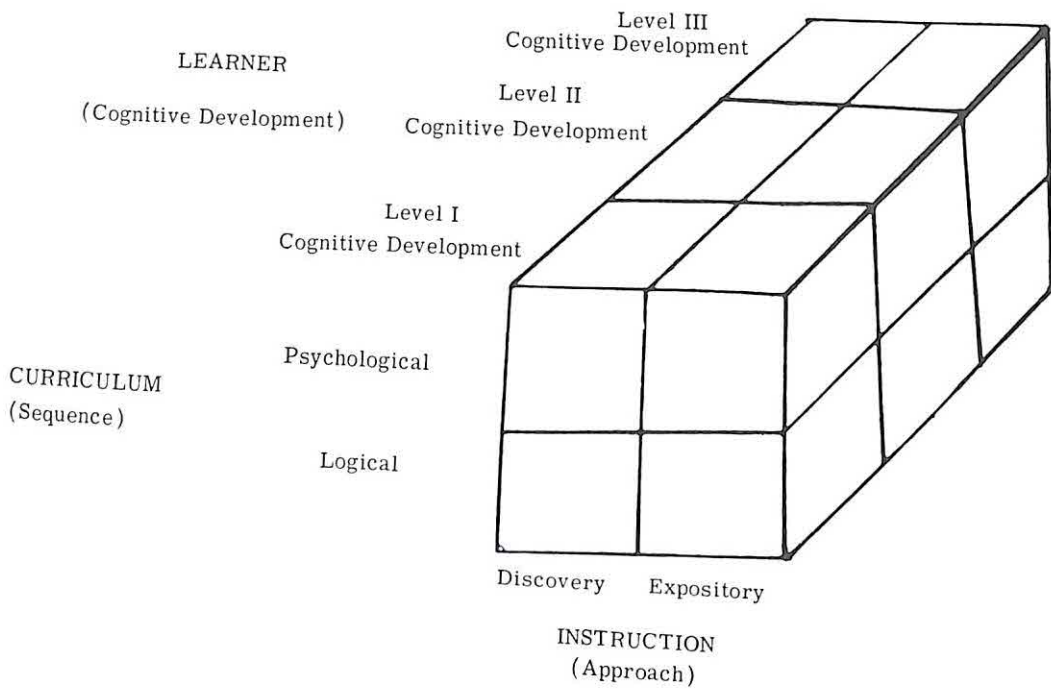 Level III
Cognitive Development
LEARNER
(Cognitive Development)
Level II
Cognitive Development
Level I
Cognitive Development
Psychological
CURRICULUM
(Sequence)
Logical
Discovery Expository
INSTRUCTION
(Approach)